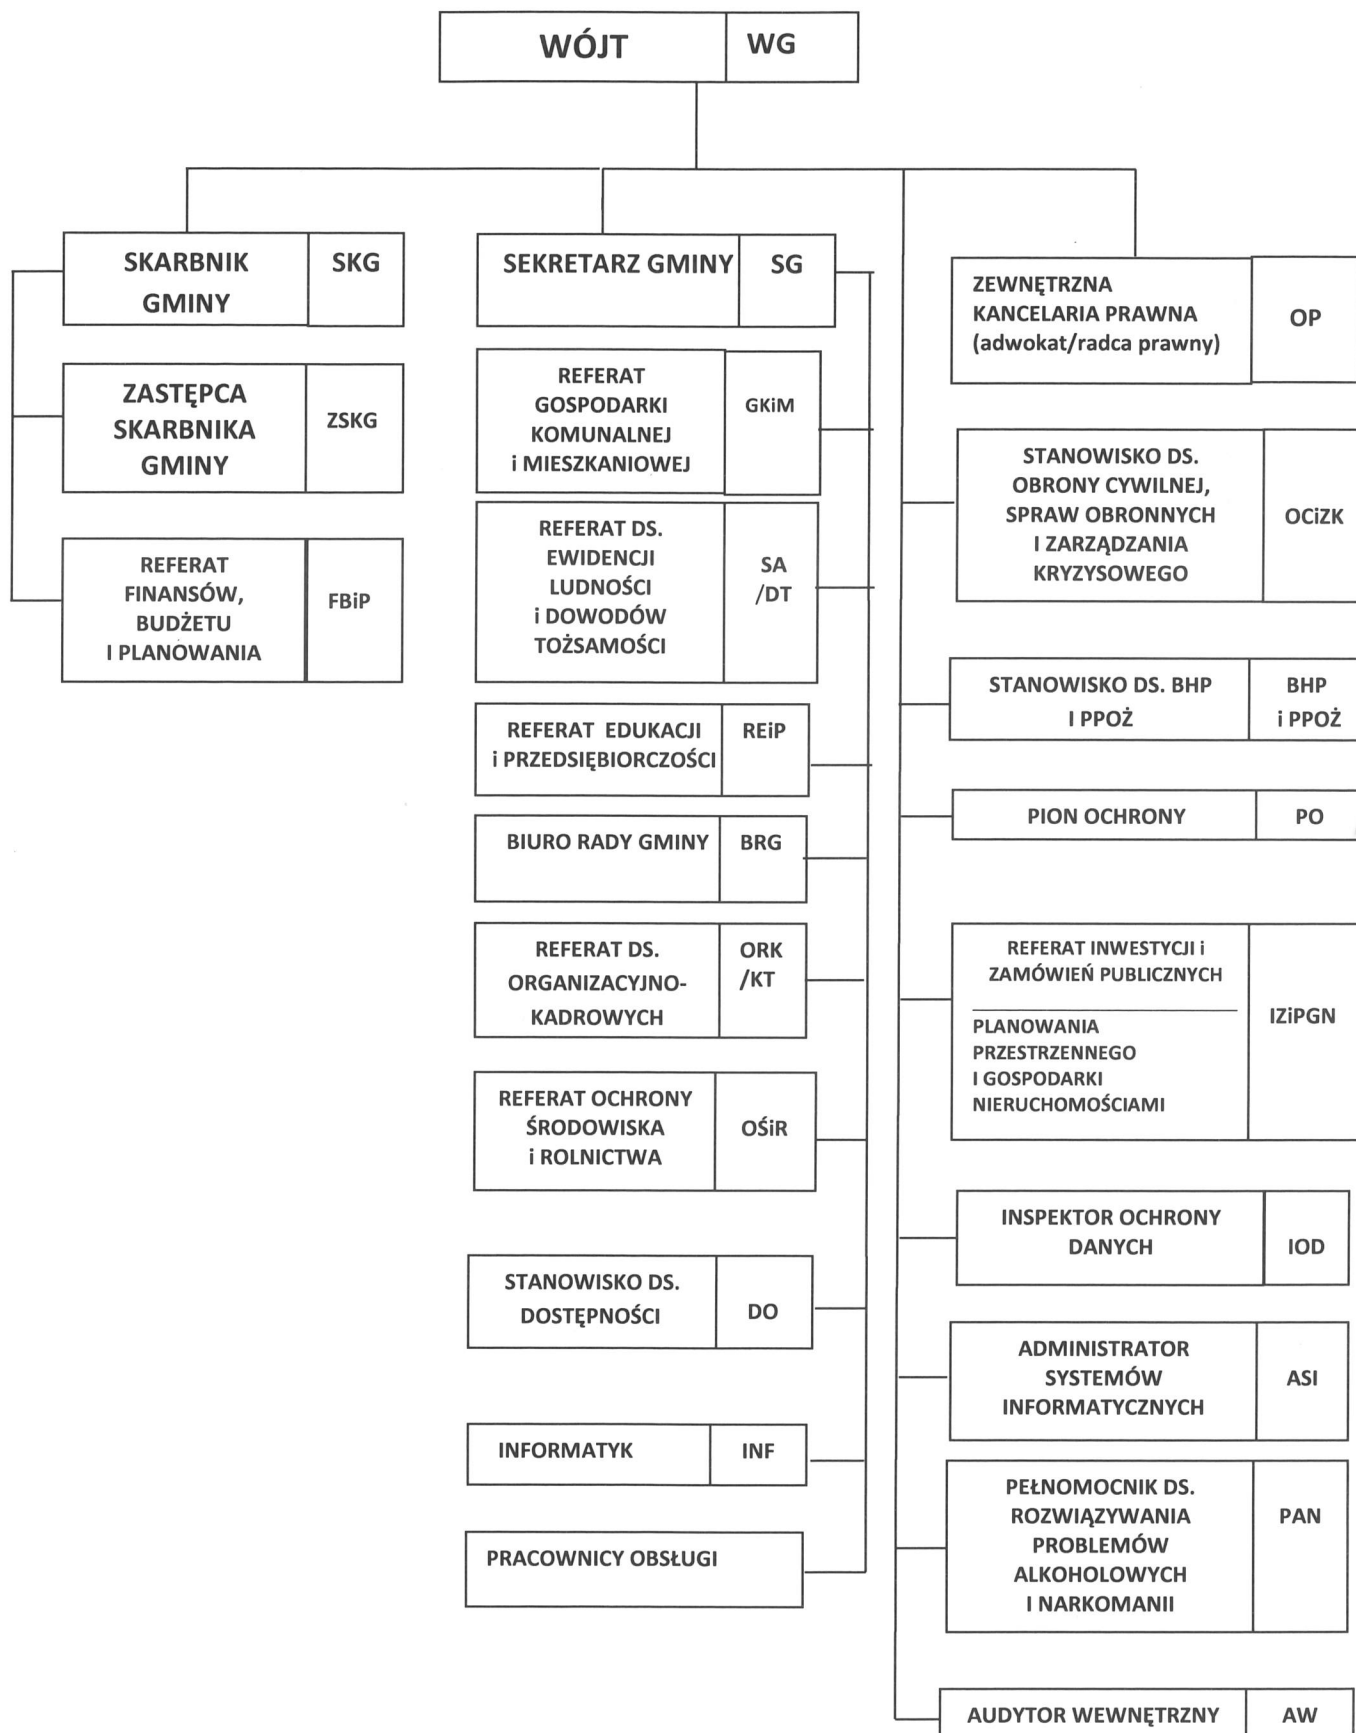 WÓJT WG
SKARBNIK SKG
GMINY
ZASTĘPCA
SKARBNIKA ZSKG
GMINY
REFERAT
FINANSÓW, FBiP
BUDŻETU
I PLANOWANIA
SEKRETARZ GMINY SG
REFERAT
GOSPODARKI GKiM
KOMUNALNEJ
i MIESZKANIOWEJ
REFERAT DS.
EWIDENCJI SA
LUDNOŚCI /DT
i DOWODÓW
TOŻSAMOŚCI
REFERAT EDUKACJI REiP
i PRZEDSIĘBIORCZOŚCI
BIURO RADY GMINY BRG
REFERAT DS. ORK
ORGANIZACYJNO- /KT
KADROWYCH
REFERAT OCHRONY
ŚRODOWISKA OŚiR
i ROLNICTWA
STANOWISKO DS.
DOSTĘPNOŚCI DO
INFORMATYK INF
PRACOWNICY OBSŁUGI
ZEWNĘTRZNA
KANCELARIA PRAWNA OP
(adwokat/radca prawny)
STANOWISKO DS.
OBRONY CYWILNEJ,
SPRAW OBRONNYCH OCiZK
I ZARZĄDZANIA
KRYZYSOWEGO
STANOWISKO DS. BHP BHP
I PPOŻ i PPOŻ
PION OCHRONY PO
REFERAT INWESTYCJI i
ZAMÓWIEŃ PUBLICZNYCH
IZiPGN
PLANOWANIA
PRZESTRZENNEGO
I GOSPODARKI
NIERUCHOMOŚCIAMI
INSPEKTOR OCHRONY
DANYCH IOD
ADMINISTRATOR
SYSTEMÓW ASI
INFORMATYCZNYCH
PEŁNOMOCNIK DS.
ROZWIĄZYWANIA PAN
PROBLEMÓW
ALKOHOLOWYCH
I NARKOMANII
AUDYTOR WEWNĘTRZNY AW